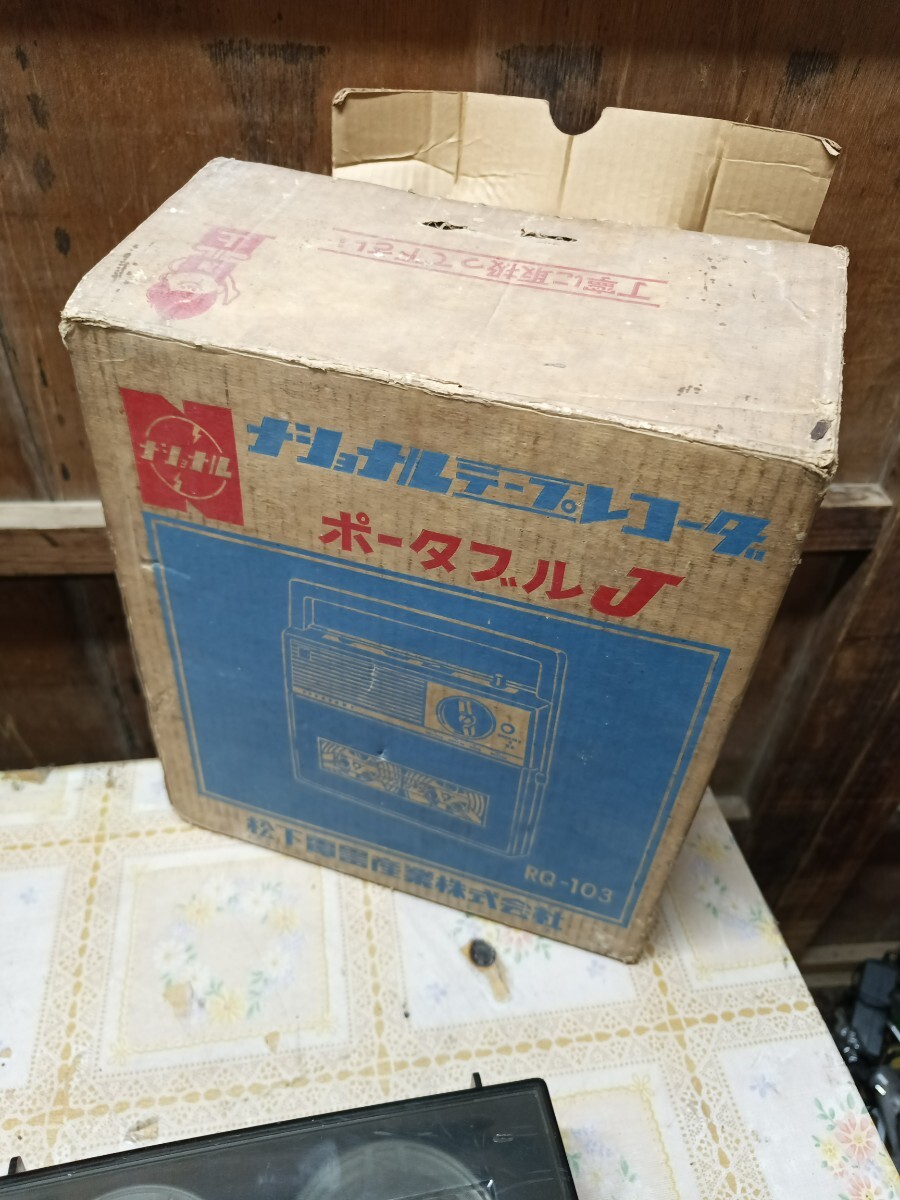 丁寧に取扱って下さい
ナショナル
ナショナルテープレコーダ
ポータブルJ
RQ-103
松下電器産業株式会社